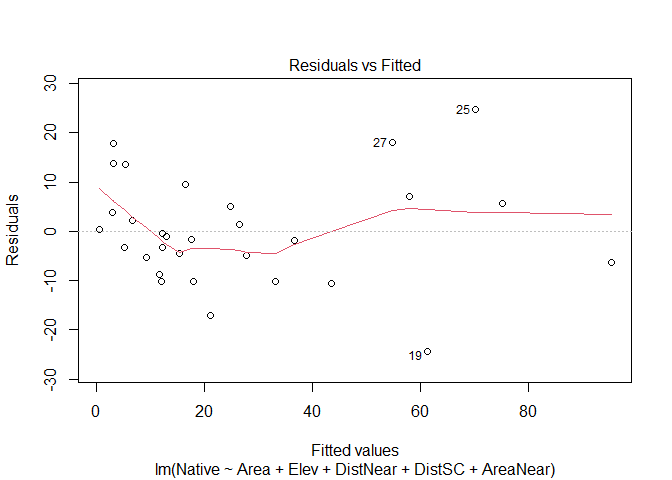 Residuals vs Fitted
Residuals
30
20
10
0
-10
-20
-30
25
27
19
0 20 40 60 80
Fitted values
lm(Native ~ Area + Elev + DistNear + DistSC + AreaNear)